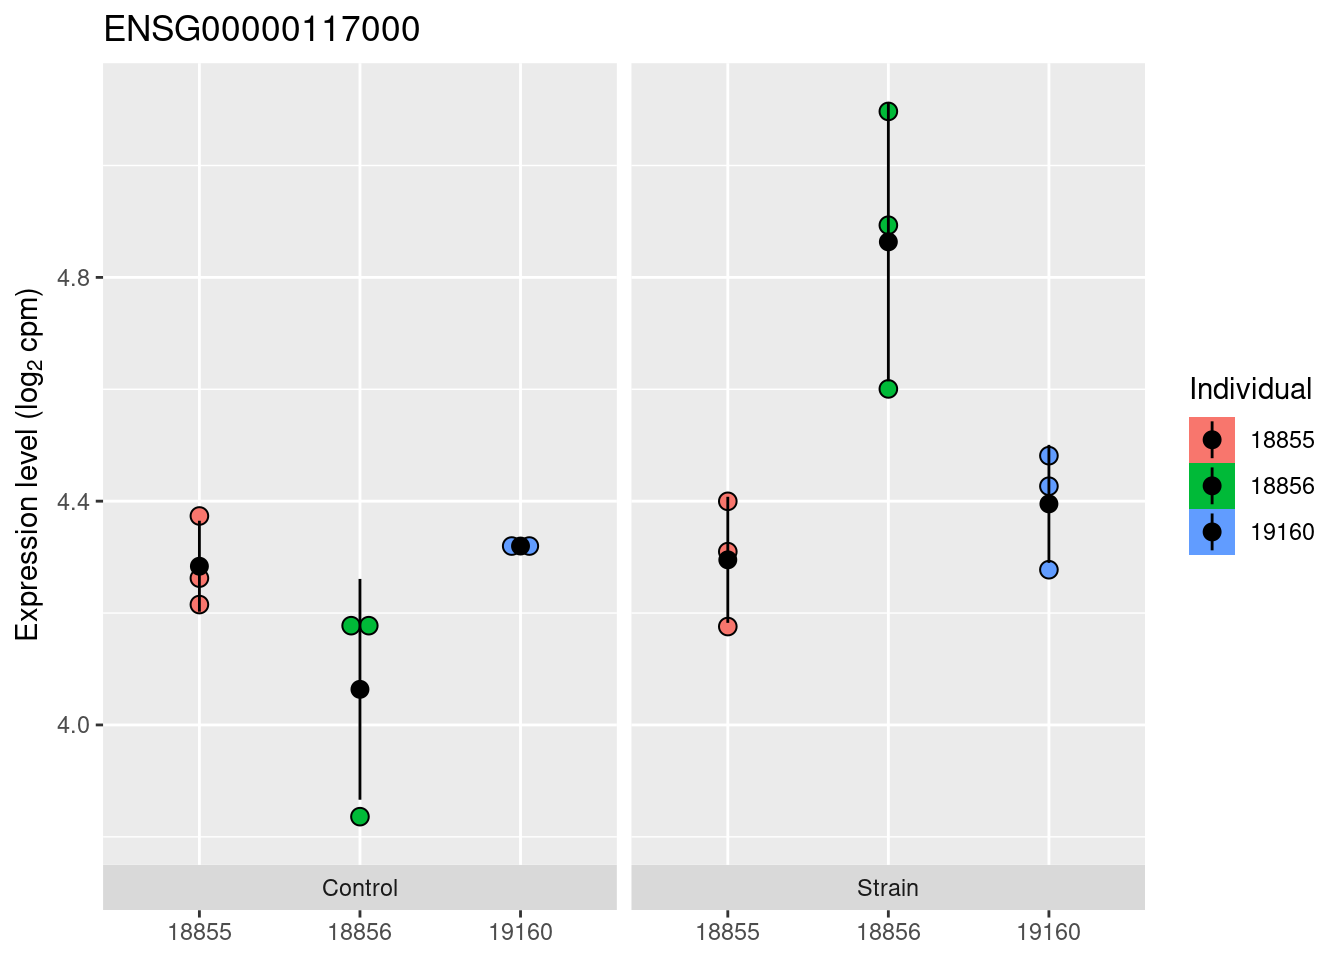 ENSG00000117000
Expression level (log₂ cpm)
4.8
4.4
4.0
Control
Strain
18855
18856
19160
18855
18856
19160
Individual
18855
18856
19160